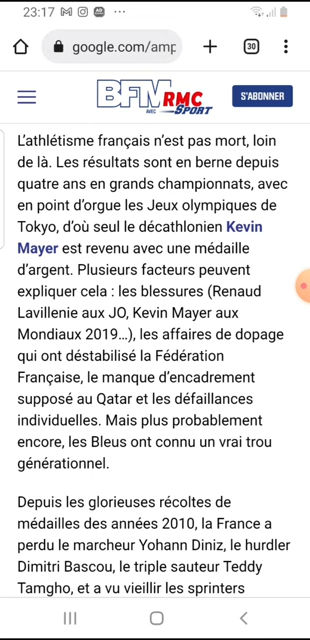 23:17
google.com/amp
30
BFM RMC
AVEC SPORT
S'ABONNER
L'athlétisme français n'est pas mort, loin
de là. Les résultats sont en berne depuis
quatre ans en grands championnats, avec
en point d'orgue les Jeux olympiques de
Tokyo, d'où seul le décathlonien Kevin
Mayer est revenu avec une médaille
d'argent. Plusieurs facteurs peuvent
expliquer cela : les blessures (Renaud
Lavillenie aux JO, Kevin Mayer aux
Mondiaux 2019…), les affaires de dopage
qui ont déstabilisé la Fédération
Française, le manque d'encadrement
supposé au Qatar et les défaillances
individuelles. Mais plus probablement
encore, les Bleus ont connu un vrai trou
générationnel.
Depuis les glorieuses récoltes de
médailles des années 2010, la France a
perdu le marcheur Yohann Diniz, le hurdler
Dimitri Bascou, le triple sauteur Teddy
Tamgho, et a vu vieillir les sprinters